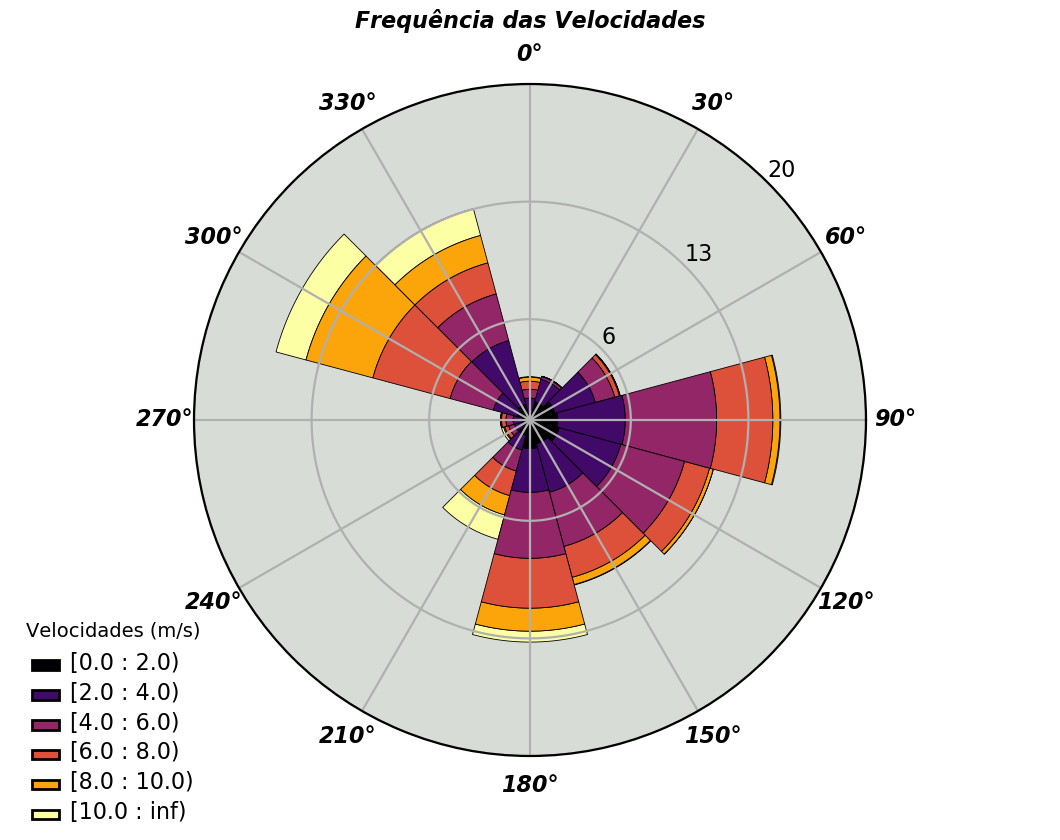 Frequência das Velocidades
0°
330°
30°
20
300°
60°
13
6
270°
90°
240°
120°
210°
150°
180°
Velocidades (m/s)
[0.0 : 2.0)
[2.0 : 4.0)
[4.0 : 6.0)
[6.0 : 8.0)
[8.0 : 10.0)
[10.0 : inf)